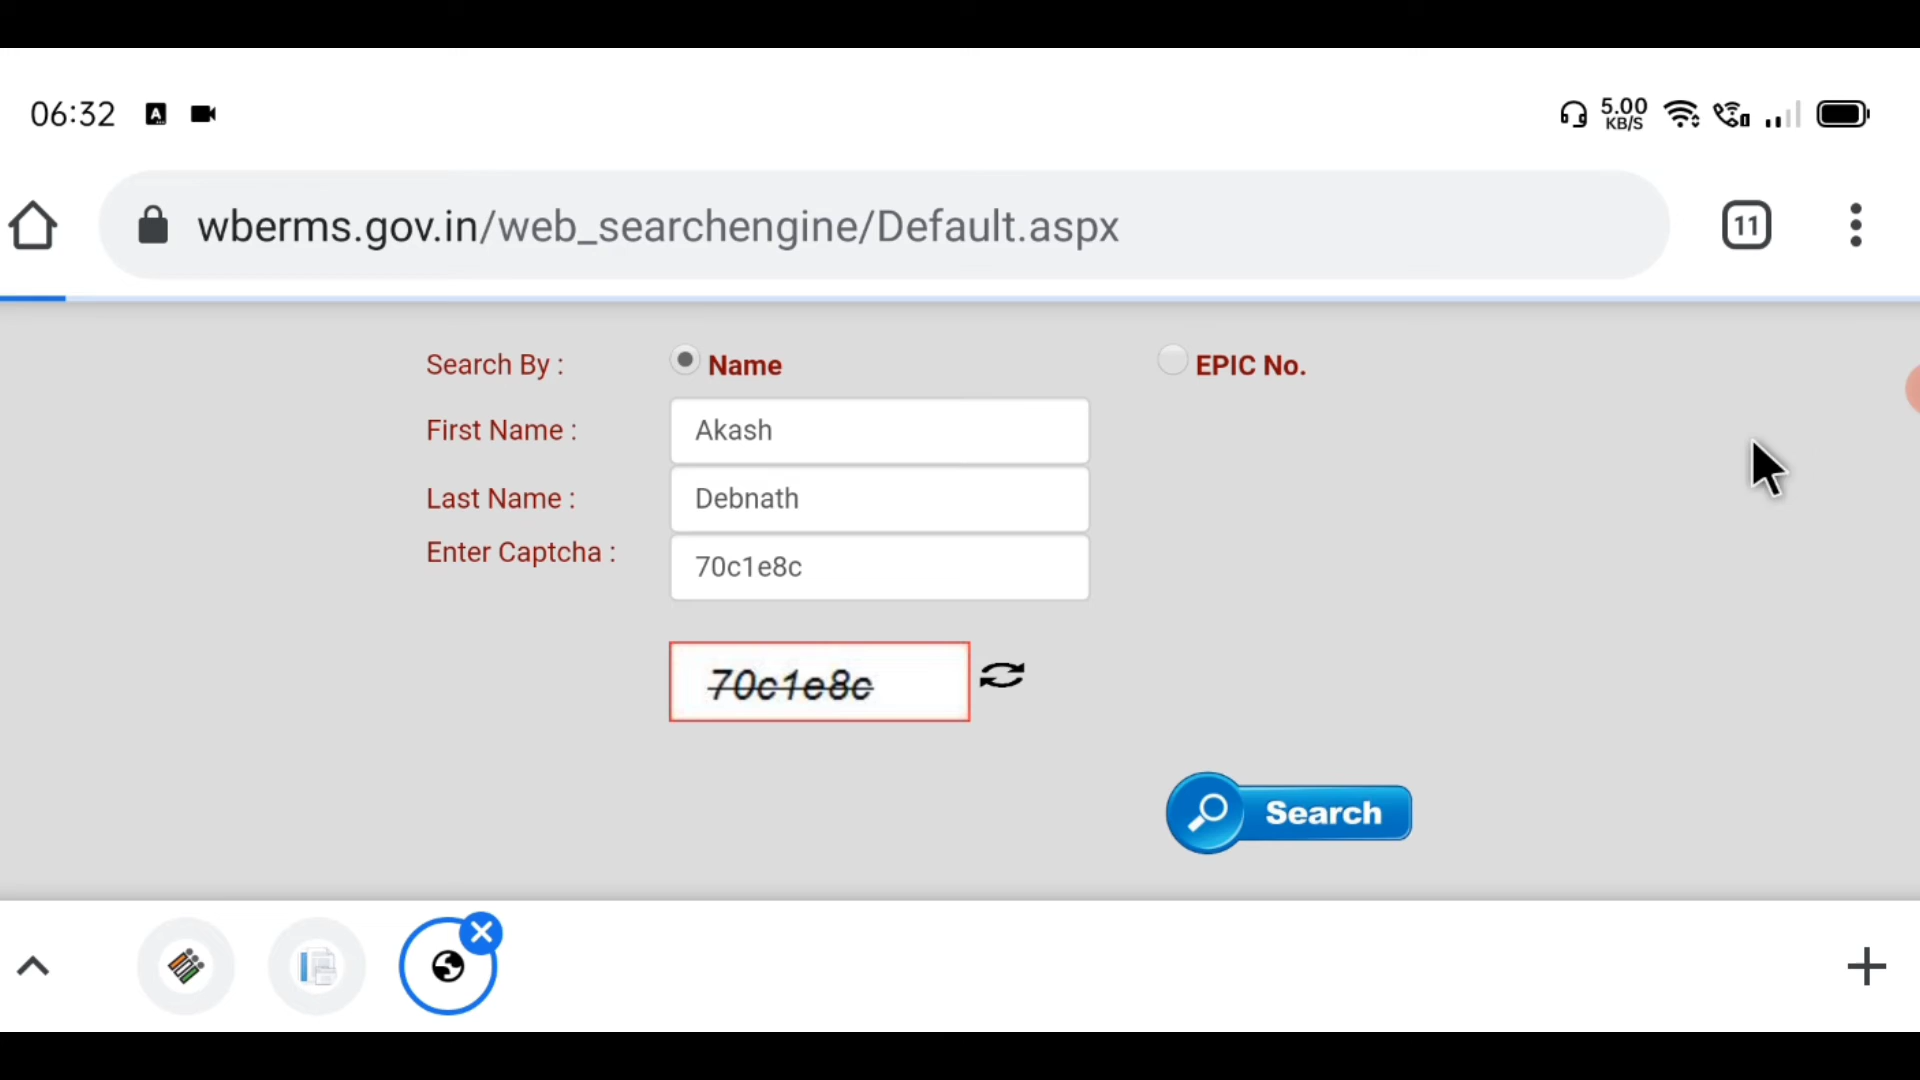 06:32 A 5.00 KB/S
wberms.gov.in/web_searchengine/Default.aspx 11
Search By : Name EPIC No.
First Name : Akash
Last Name : Debnath
Enter Captcha : 70c1e8c
70c1e8c
Search